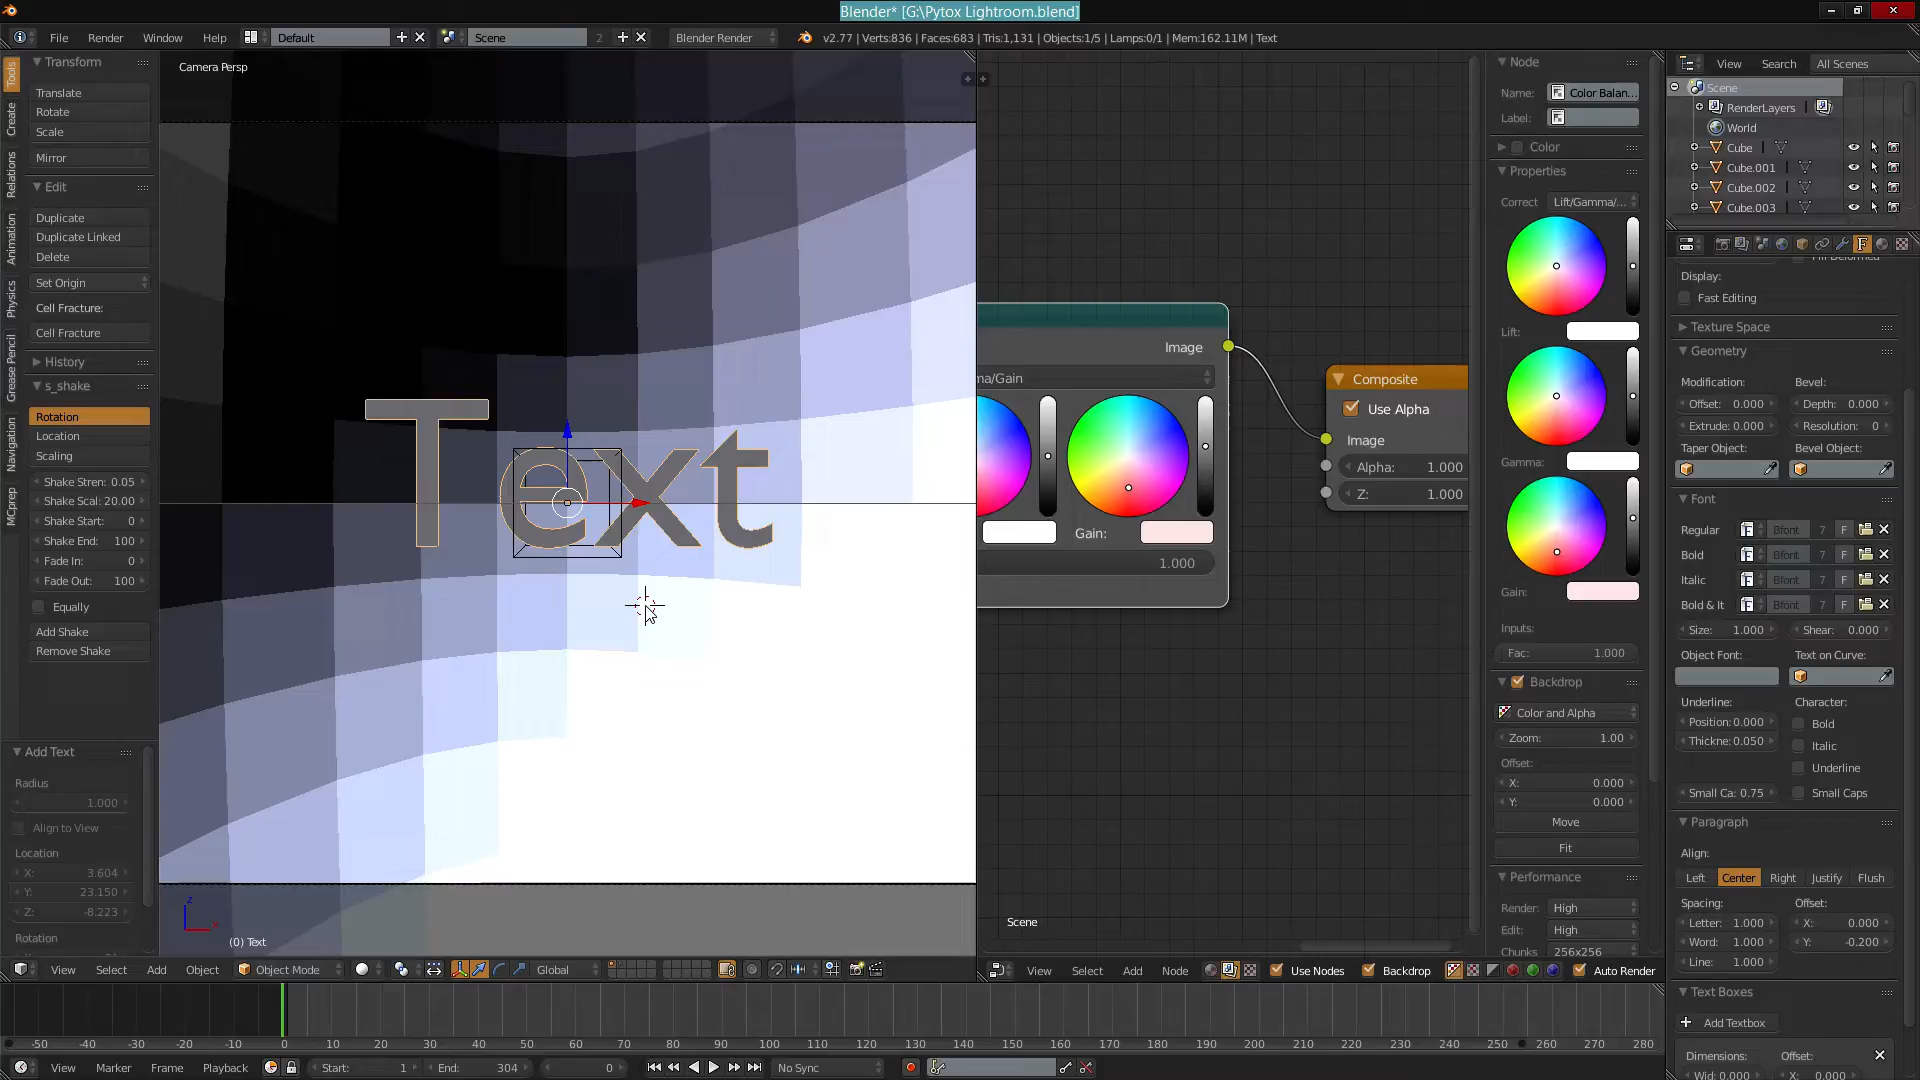 Blender* [G:\Pytox Lightroom.blend]
File Render Window Help Default Scene 2 Blender Render v2.77 | Verts:836 | Faces:683 | Tris:1,131 | Objects:1/5 | Lamps:0/1 | Mem:162.11M | Text
Tools
Create
Relations
Animation
Physics
Grease Pencil
Navigation
MCprep
Transform
Translate
Rotate
Scale
Mirror
Edit
Duplicate
Duplicate Linked
Delete
Set Origin
Cell Fracture:
Cell Fracture
History
s_shake
Rotation
Location
Scaling
Shake Stren: 0.05
Shake Scal: 20.00
Shake Start: 0
Shake End: 100
Fade In: 0
Fade Out: 100
Equally
Add Shake
Remove Shake
Add Text
Radius
1.000
Align to View
Location
X: 3.604
Y: 23.150
Z: -8.223
Rotation
Camera Persp
Text
z
x
(0) Text
View Select Add Object Object Mode Global
ma/Gain
Image
Gain:
1.000
Composite
Use Alpha
Image
Alpha: 1.000
Z: 1.000
Scene
View Select Add Node Use Nodes Backdrop Auto Render
Node
Name: Color Balan...
Label:
Color
Properties
Correct Lift/Gamma/...
Lift:
Gamma:
Gain:
Inputs:
Fac: 1.000
Backdrop
Color and Alpha
Zoom: 1.00
Offset:
X: 0.000
Y: 0.000
Move
Fit
Performance
Render: High
Edit: High
Chunks 256x256
View Search All Scenes
Scene
RenderLayers
World
Cube
Cube.001
Cube.002
Cube.003
Fill Deformed
Display:
Fast Editing
Texture Space
Geometry
Modification: Bevel:
Offset: 0.000 Depth: 0.000
Extrude: 0.000 Resolution: 0
Taper Object: Bevel Object:
Font
Regular Bfont 7 F
Bold Bfont 7 F
Italic Bfont 7 F
Bold & It Bfont 7 F
Size: 1.000 Shear: 0.000
Object Font: Text on Curve:
Underline: Character:
Position: 0.000 Bold
Thickne: 0.050 Italic
Underline
Small Ca: 0.75 Small Caps
Paragraph
Align:
Left Center Right Justify Flush
Spacing: Offset:
Letter: 1.000 X: 0.000
Word: 1.000 Y: -0.200
Line: 1.000
Text Boxes
Add Textbox
Dimensions: Offset:
Wid: 0.000 X: 0.000
-50 -40 -30 -20 -10 0 10 20 30 40 50 60 70 80 90 100 110 120 130 140 150 160 170 180 190 200 210 220 230 240 250 260 270 280
View Marker Frame Playback Start: 1 End: 304 0 No Sync